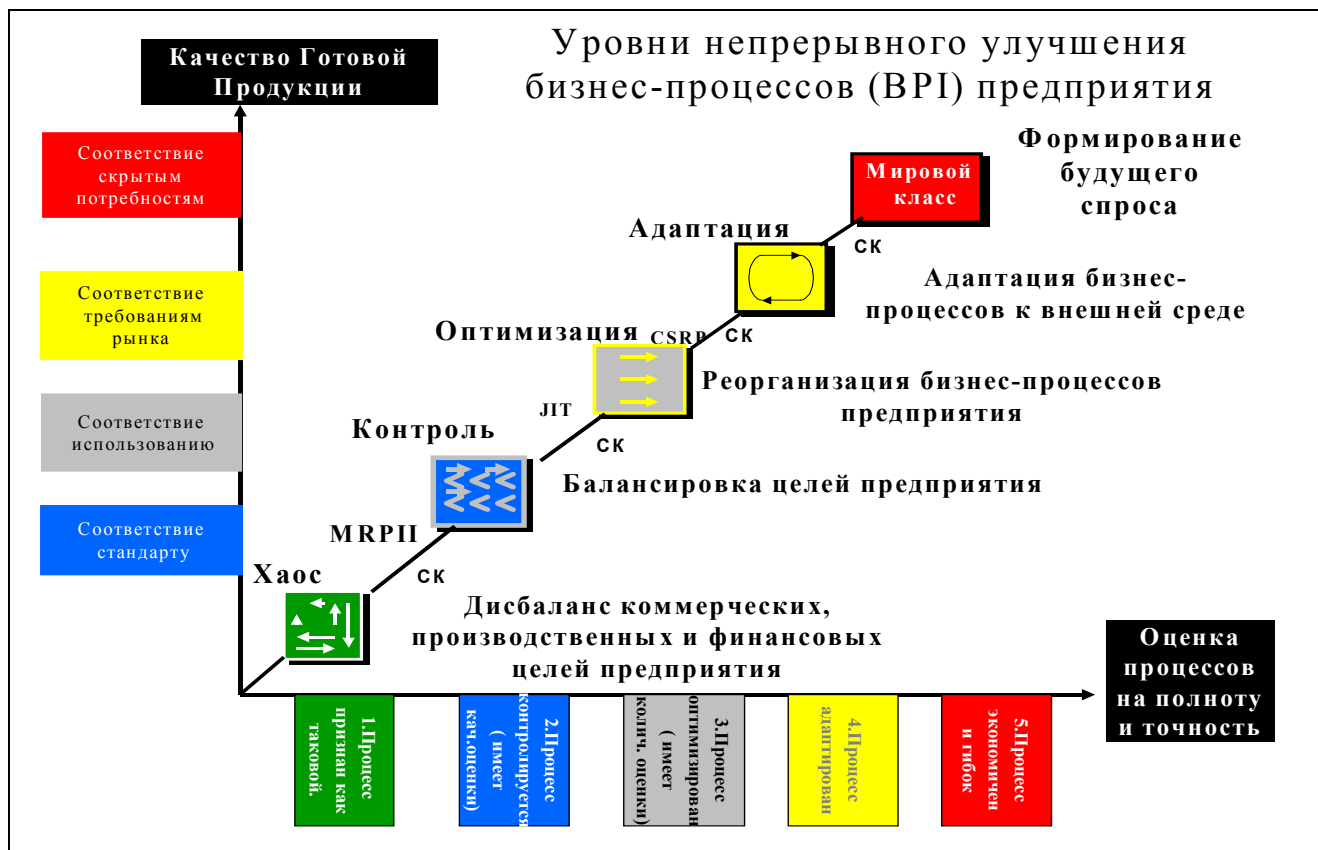 Уровни непрерывного улучшения
бизнес-процессов (BPI) предприятия
Качество Готовой
Продукции
Соответствие
скрытым
потребностям
Соответствие
требованиям
рынка
Соответствие
использованию
Соответствие
стандарту
Формирование
будущего
спроса
Мировой
класс
СК
Адаптация
Адаптация бизнес-
процессов к внешней среде
CSRP
СК
Оптимизация
Реорганизация бизнес-процессов
предприятия
JIT
СК
Контроль
Балансировка целей предприятия
MRPII
СК
Хаос
Дисбаланс коммерческих,
производственных и финансовых
целей предприятия
Оценка
процессов
на полноту
и точность
1.Процесс
признан как
таковой.
2.Процесс
контролируется
( имеет
кач.оценки)
3.Процесс
оптимизирован
( имеет
колич. оценки)
4.Процесс
адаптирован
5.Процесс
экономичен
и гибок